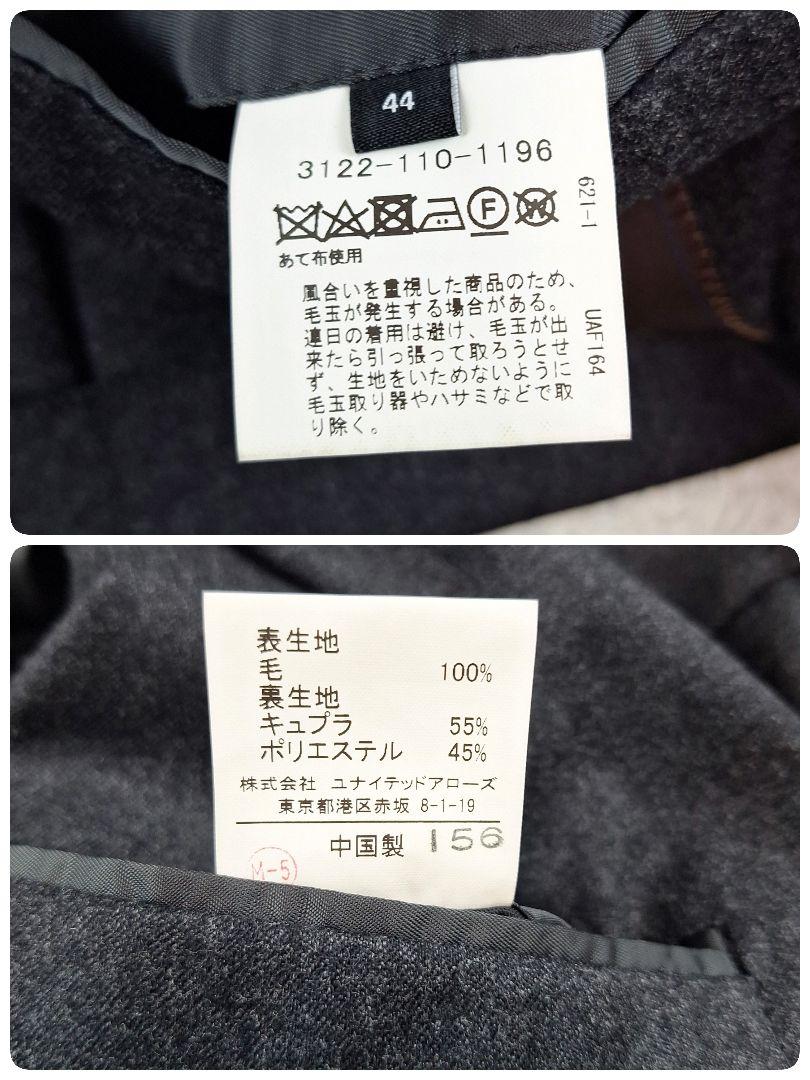 44
3122-110-1196
F
W
あて布使用
風合いを重視した商品のため、
毛玉が発生する場合がある。
連日の着用は避け、毛玉が出
来たら引っ張って取ろうとせ
ず、生地をいためないように
毛玉取り器やハサミなどで取
り除く。
621-1
UAF164
表生地
毛 100%
裏生地
キュプラ 55%
ポリエステル 45%
株式会社 ユナイテッドアローズ
東京都港区赤坂 8-1-19
中国製 156
M-5